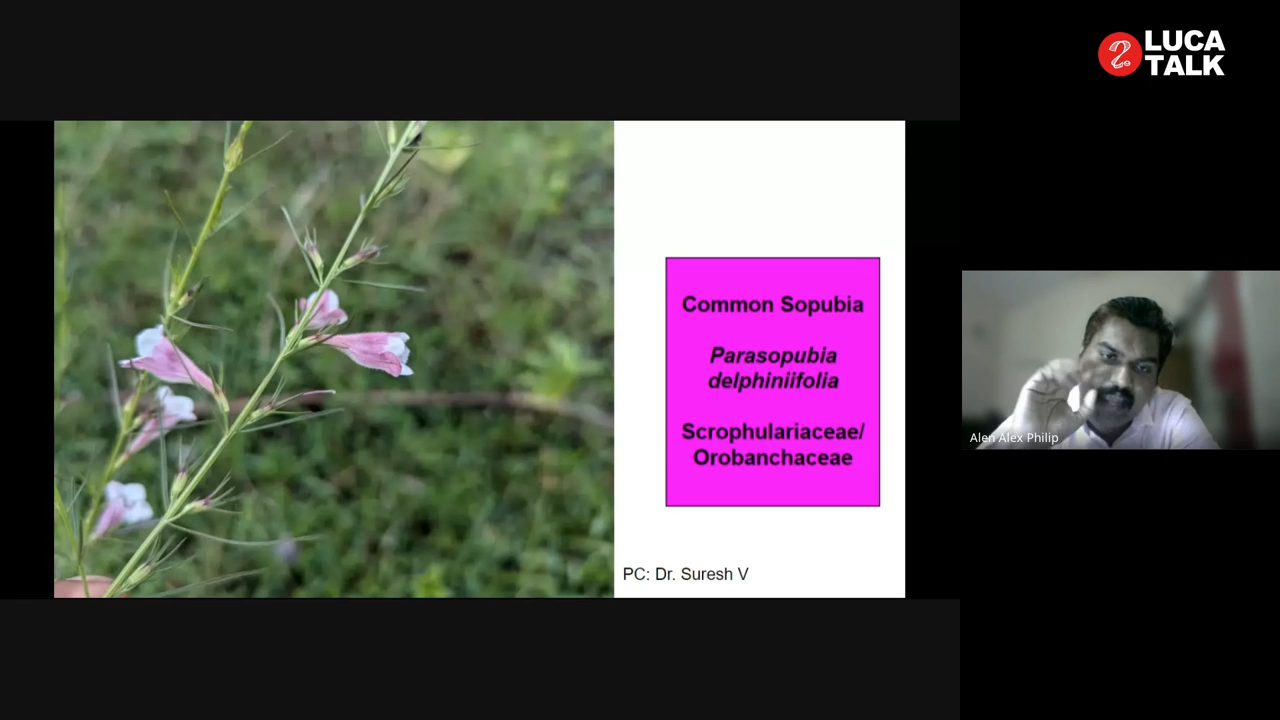 LUCA
TALK
Common Sopubia
Parasopubia
delphiniifolia
Scrophulariaceae/
Orobanchaceae
PC: Dr. Suresh V
Alen Alex Philip